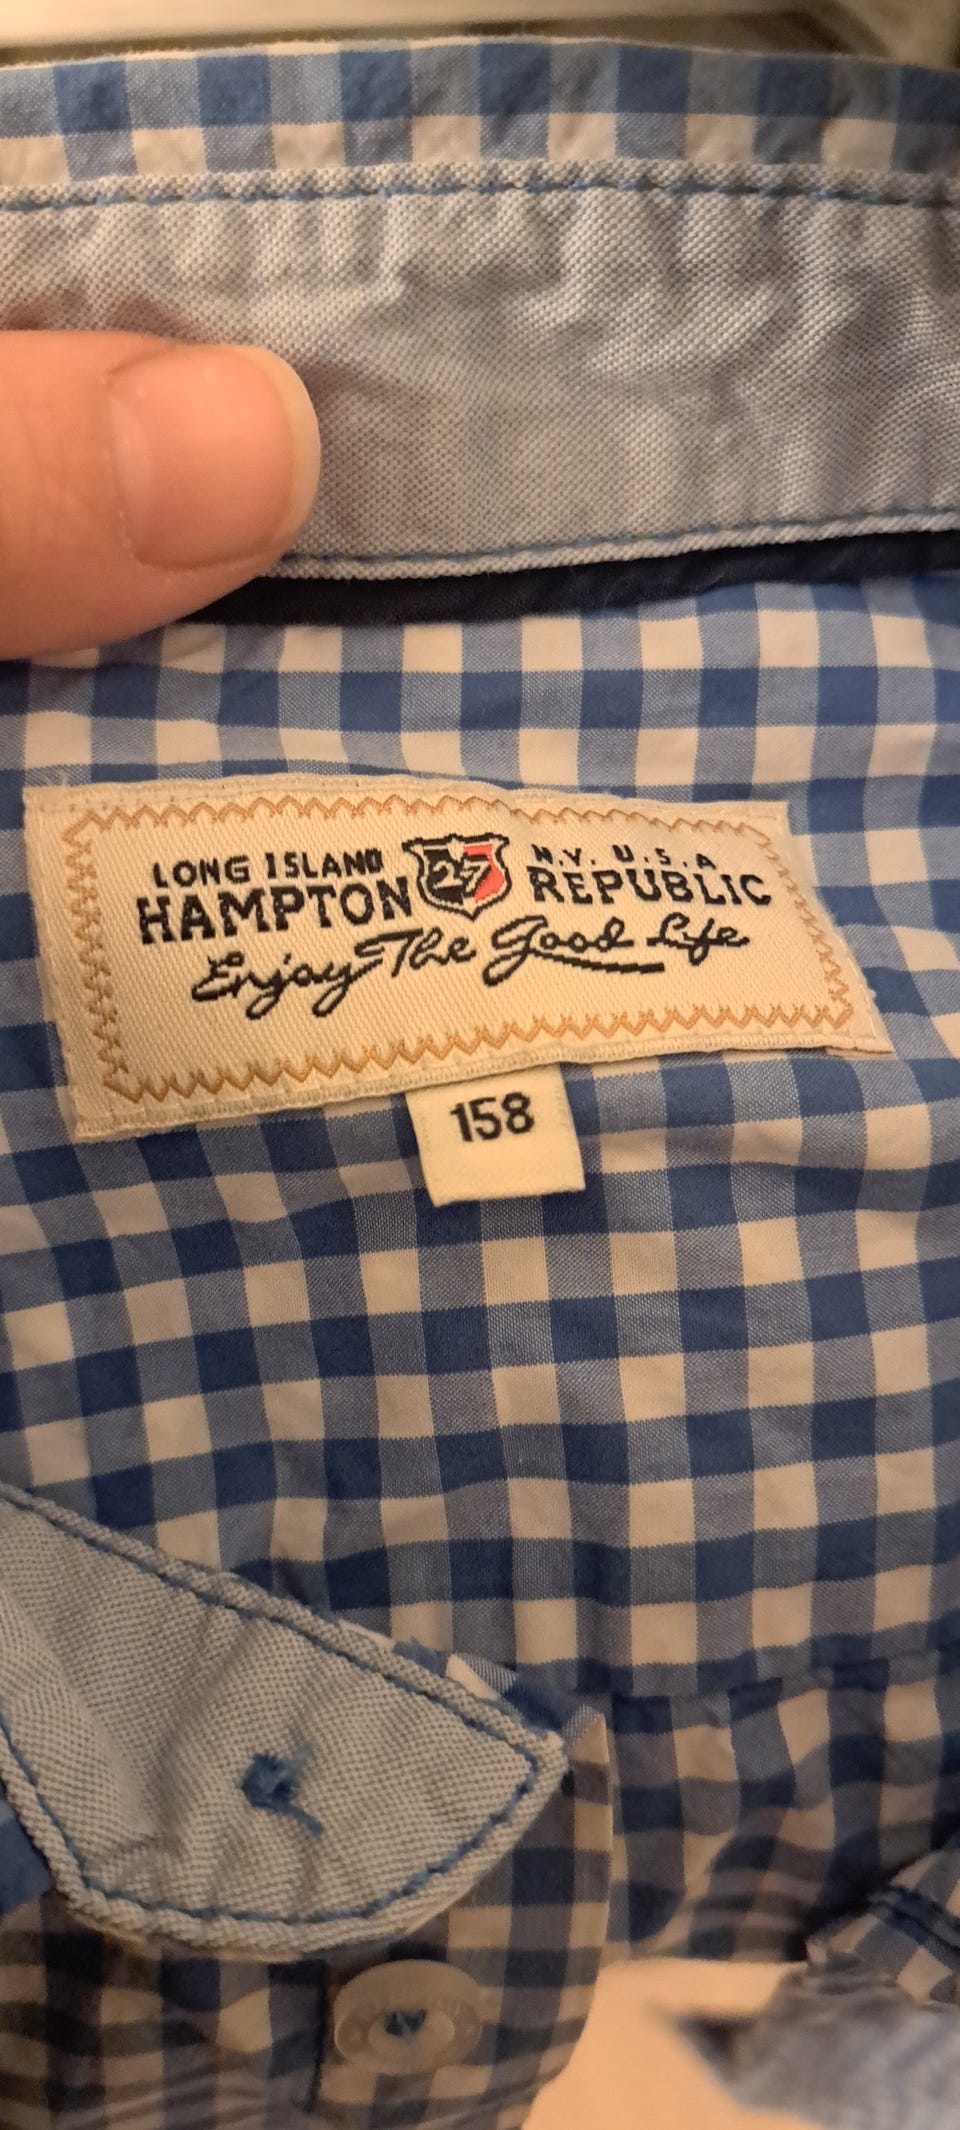 LONG ISLAND 27 N.Y. U.S.A
HAMPTON REPUBLIC
Enjoy The Good Life
158